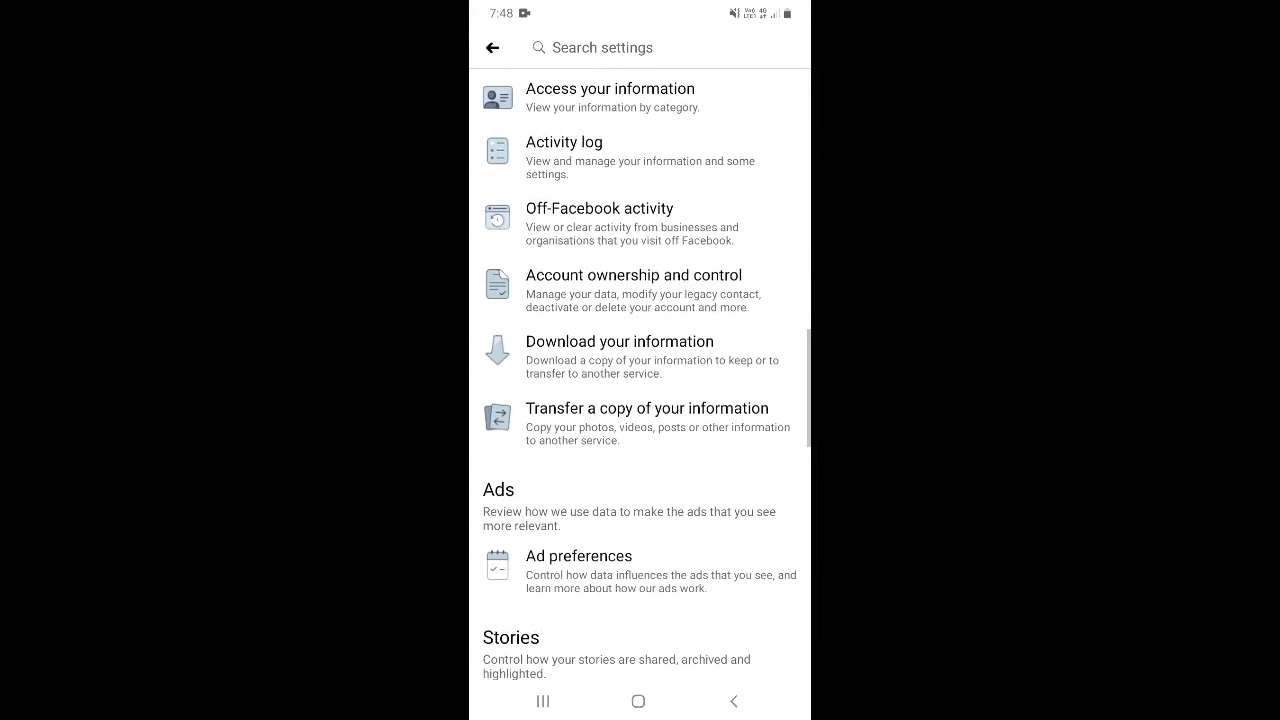 7:48
Vo) 4G
LTE1
Search settings
Access your information
View your information by category.
Activity log
View and manage your information and some
settings.
Off-Facebook activity
View or clear activity from businesses and
organisations that you visit off Facebook.
Account ownership and control
Manage your data, modify your legacy contact,
deactivate or delete your account and more.
Download your information
Download a copy of your information to keep or to
transfer to another service.
Transfer a copy of your information
Copy your photos, videos, posts or other information
to another service.
Ads
Review how we use data to make the ads that you see
more relevant.
Ad preferences
Control how data influences the ads that you see, and
learn more about how our ads work.
Stories
Control how your stories are shared, archived and
highlighted.